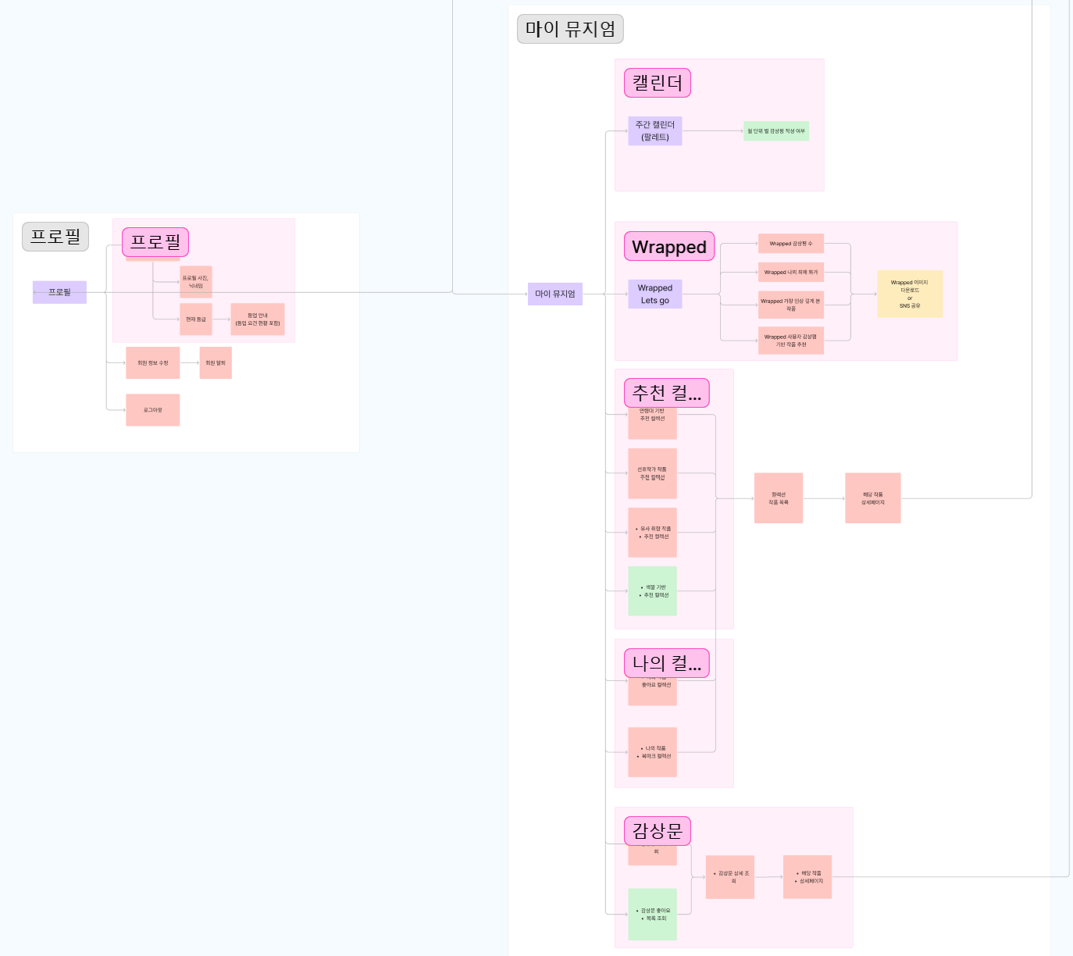 마이 뮤지엄
캘린더
주간 캘린더
(팔레트)
월 단위 별 감상평 작성 여부
프로필
프로필
프로필
프로필 사진,
닉네임
현재 등급
등업 안내
(등업 요건 현황 포함)
회원 정보 수정
회원 탈퇴
로그아웃
마이 뮤지엄
Wrapped
Wrapped
Lets go
Wrapped 감상평 수
Wrapped 나의 최애 화가
Wrapped 가장 인상 깊게 본
작품
Wrapped 사용자 감상평
기반 작품 추천
Wrapped 이미지
다운로드
or
SNS 공유
추천 컬...
연령대 기반
추천 컬렉션
선호작가 작품
추천 컬렉션
• 유사 취향 작품
• 추천 컬렉션
• 색깔 기반
• 추천 컬렉션
컬렉션
작품 목록
해당 작품
상세페이지
나의 컬...
좋아요 컬렉션
• 나의 작품
• 북마크 컬렉션
감상문
회
• 감상문 상세 조
회
• 해당 작품
• 상세페이지
• 감상문 좋아요
• 목록 조회